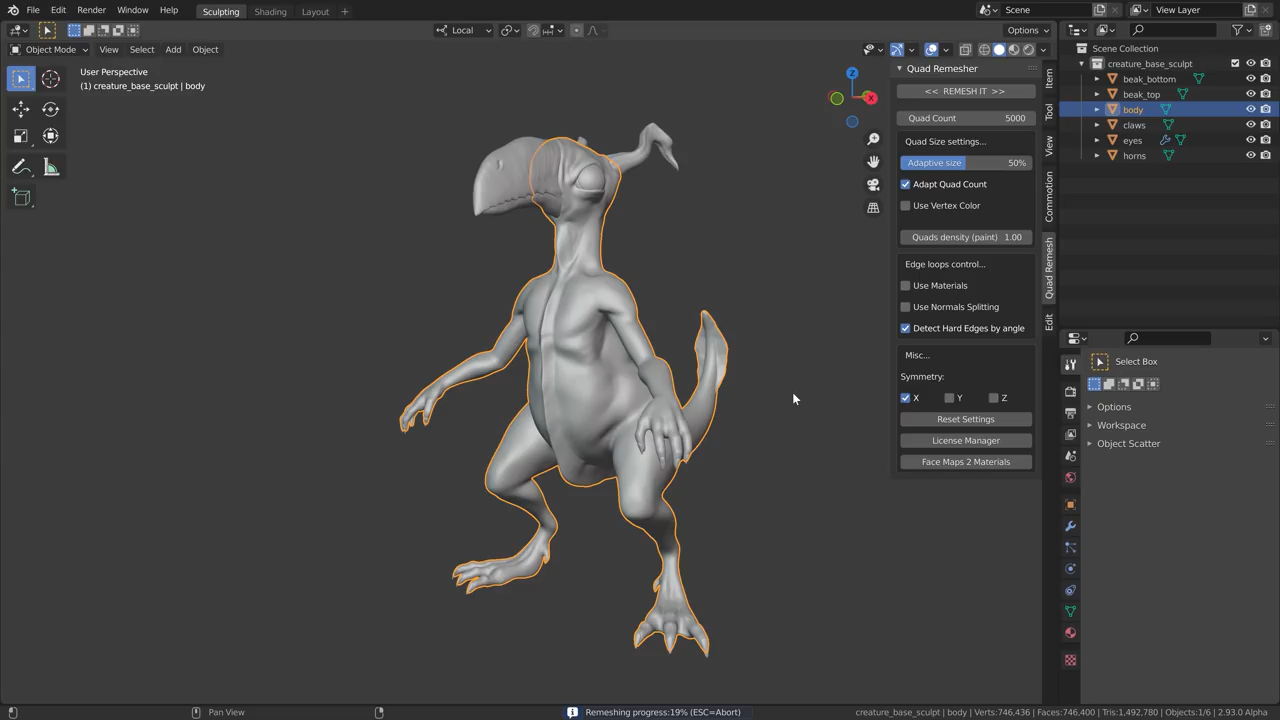 File Edit Render Window Help Sculpting Shading Layout + Scene View Layer
Local Options
Object Mode View Select Add Object
User Perspective
(1) creature_base_sculpt | body
Z
X
Quad Remesher
<< REMESH IT >>
Quad Count 5000
Quad Size settings...
Adaptive size 50%
Adapt Quad Count
Use Vertex Color
Quads density (paint) 1.00
Edge loops control...
Use Materials
Use Normals Splitting
Detect Hard Edges by angle
Misc...
Symmetry:
X Y Z
Reset Settings
License Manager
Face Maps 2 Materials
Item
Tool
View
Commotion
Quad Remesh
Edit
Scene Collection
creature_base_sculpt
beak_bottom
beak_top
body
claws
eyes
horns
Select Box
Options
Workspace
Object Scatter
Pan View
Remeshing progress:19% (ESC=Abort)
creature_base_sculpt | body | Verts:746,436 | Faces:746,400 | Tris:1,492,780 | Objects:1/6 | 2.93.0 Alpha